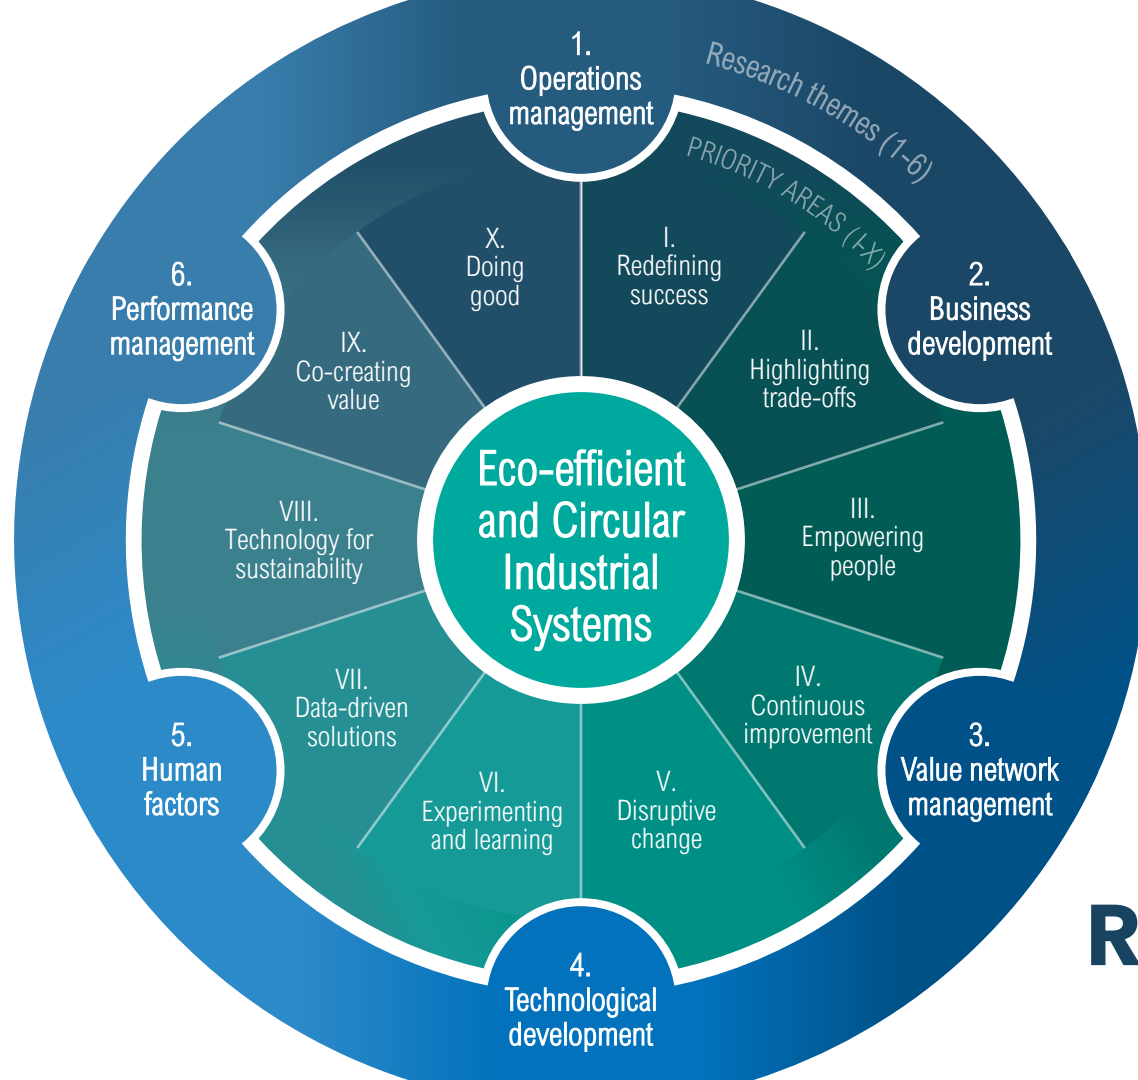 1.
Operations
management
Research themes (1-6)
PRIORITY AREAS (I-X)
2.
Business
development
3.
Value network
management
4.
Technological
development
5.
Human
factors
6.
Performance
management
I.
Redefining
success
II.
Highlighting
trade-offs
III.
Empowering
people
IV.
Continuous
improvement
V.
Disruptive
change
VI.
Experimenting
and learning
VII.
Data-driven
solutions
VIII.
Technology for
sustainability
IX.
Co-creating
value
X.
Doing
good
Eco-efficient
and Circular
Industrial
Systems
R